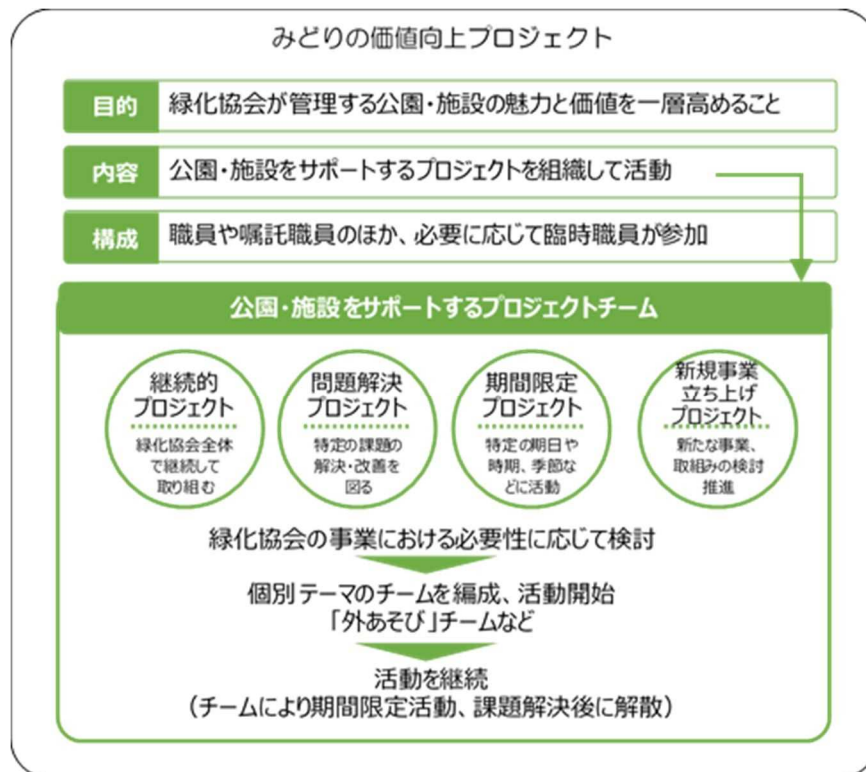 みどりの価値向上プロジェクト
目的 緑化協会が管理する公園・施設の魅力と価値を一層高めること
内容 公園・施設をサポートするプロジェクトを組織して活動
構成 職員や嘱託職員のほか、必要に応じて臨時職員が参加
公園・施設をサポートするプロジェクトチーム
継続的
プロジェクト
緑化協会全体
で継続して
取り組む
問題解決
プロジェクト
特定の課題の
解決・改善を
図る
期間限定
プロジェクト
特定の期日や
時期、季節な
どに活動
新規事業
立ち上げ
プロジェクト
新たな事業、
取組みの検討
推進
緑化協会の事業における必要性に応じて検討
個別テーマのチームを編成、活動開始
「外あそび」チームなど
活動を継続
（チームにより期間限定活動、課題解決後に解散）